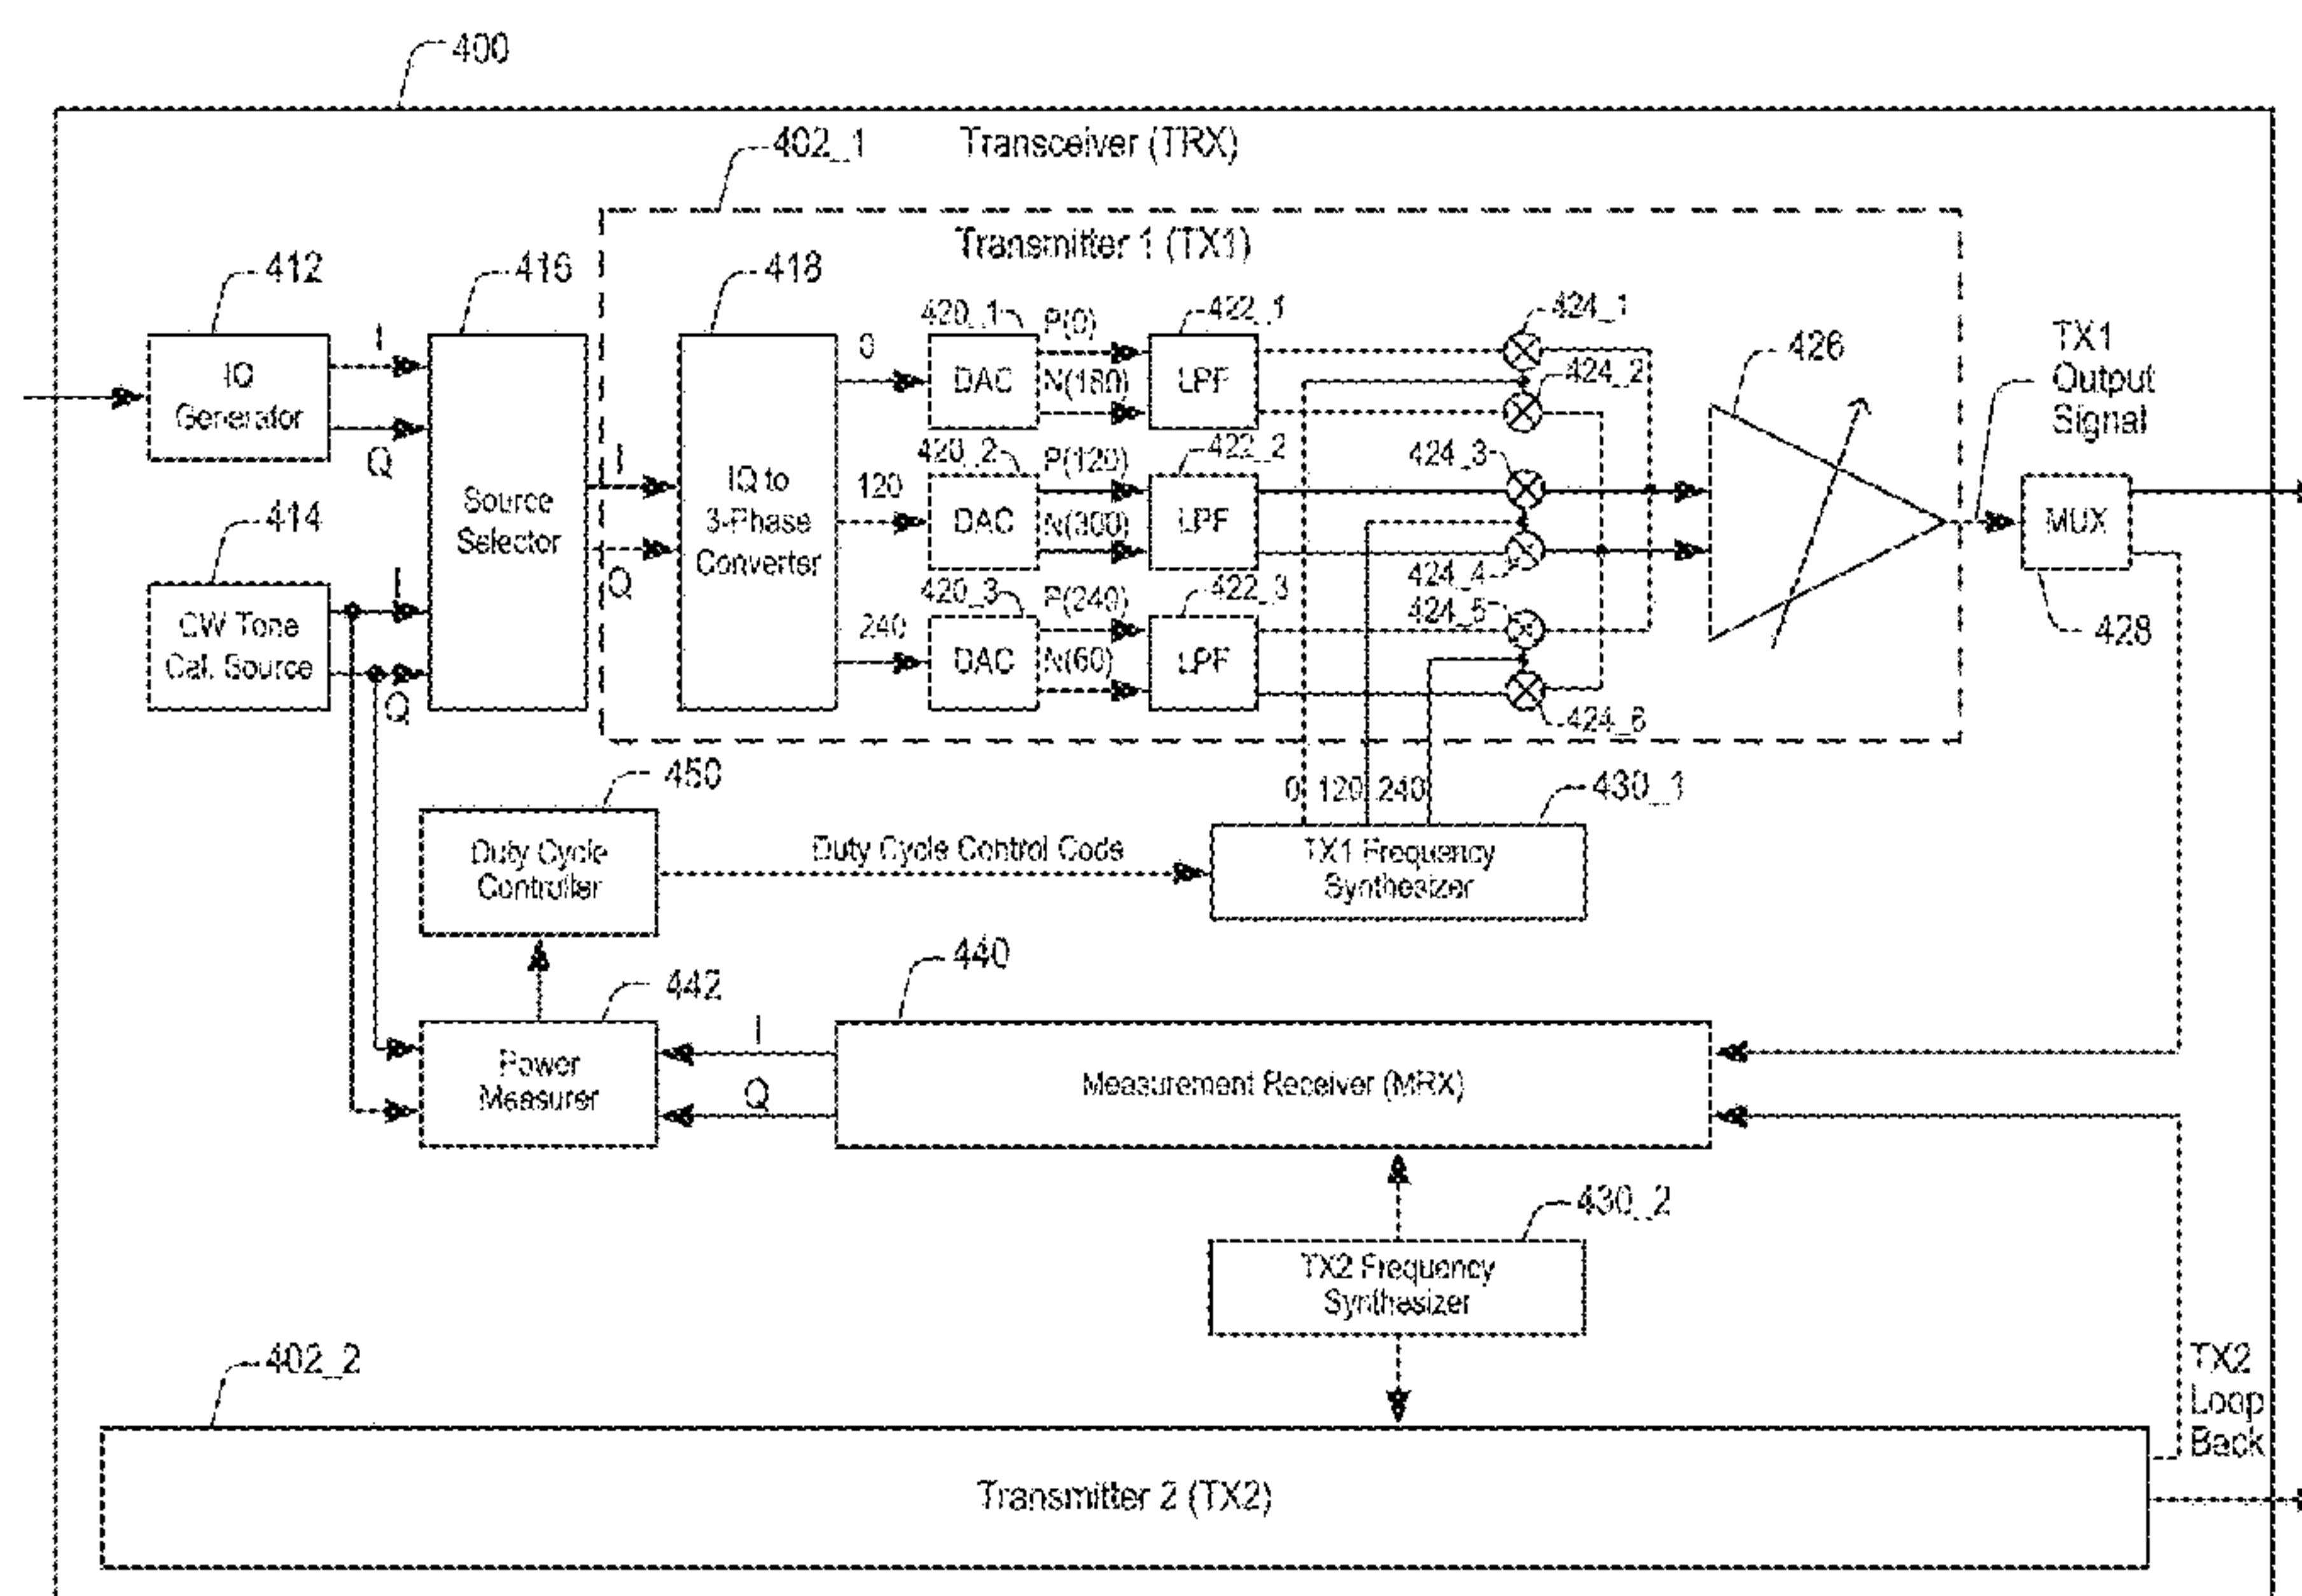 400
Transceiver (TRX)
402_1
Transmitter 1 (TX1)
412
416
418
420_1
P(0)
422_1
424_1
426
TX1
Output
Signal
I
Q
IQ
Generator
0
DAC
N(180)
LPF
424_2
414
Source
Selector
I
Q
IQ to
3-Phase
Converter
120
420_2
P(120)
422_2
424_3
DAC
N(300)
LPF
424_4
MUX
428
CW Tone
Cal. Source
I
Q
240
420_3
P(240)
422_3
424_5
DAC
N(60)
LPF
424_6
450
0
120
240
430_1
Duty Cycle
Controller
Duty Cycle Control Code
TX1 Frequency
Synthesizer
442
440
Power
Measurer
I
Q
Measurement Receiver (MRX)
430_2
TX2 Frequency
Synthesizer
402_2
TX2
Loop
Back
Transmitter 2 (TX2)